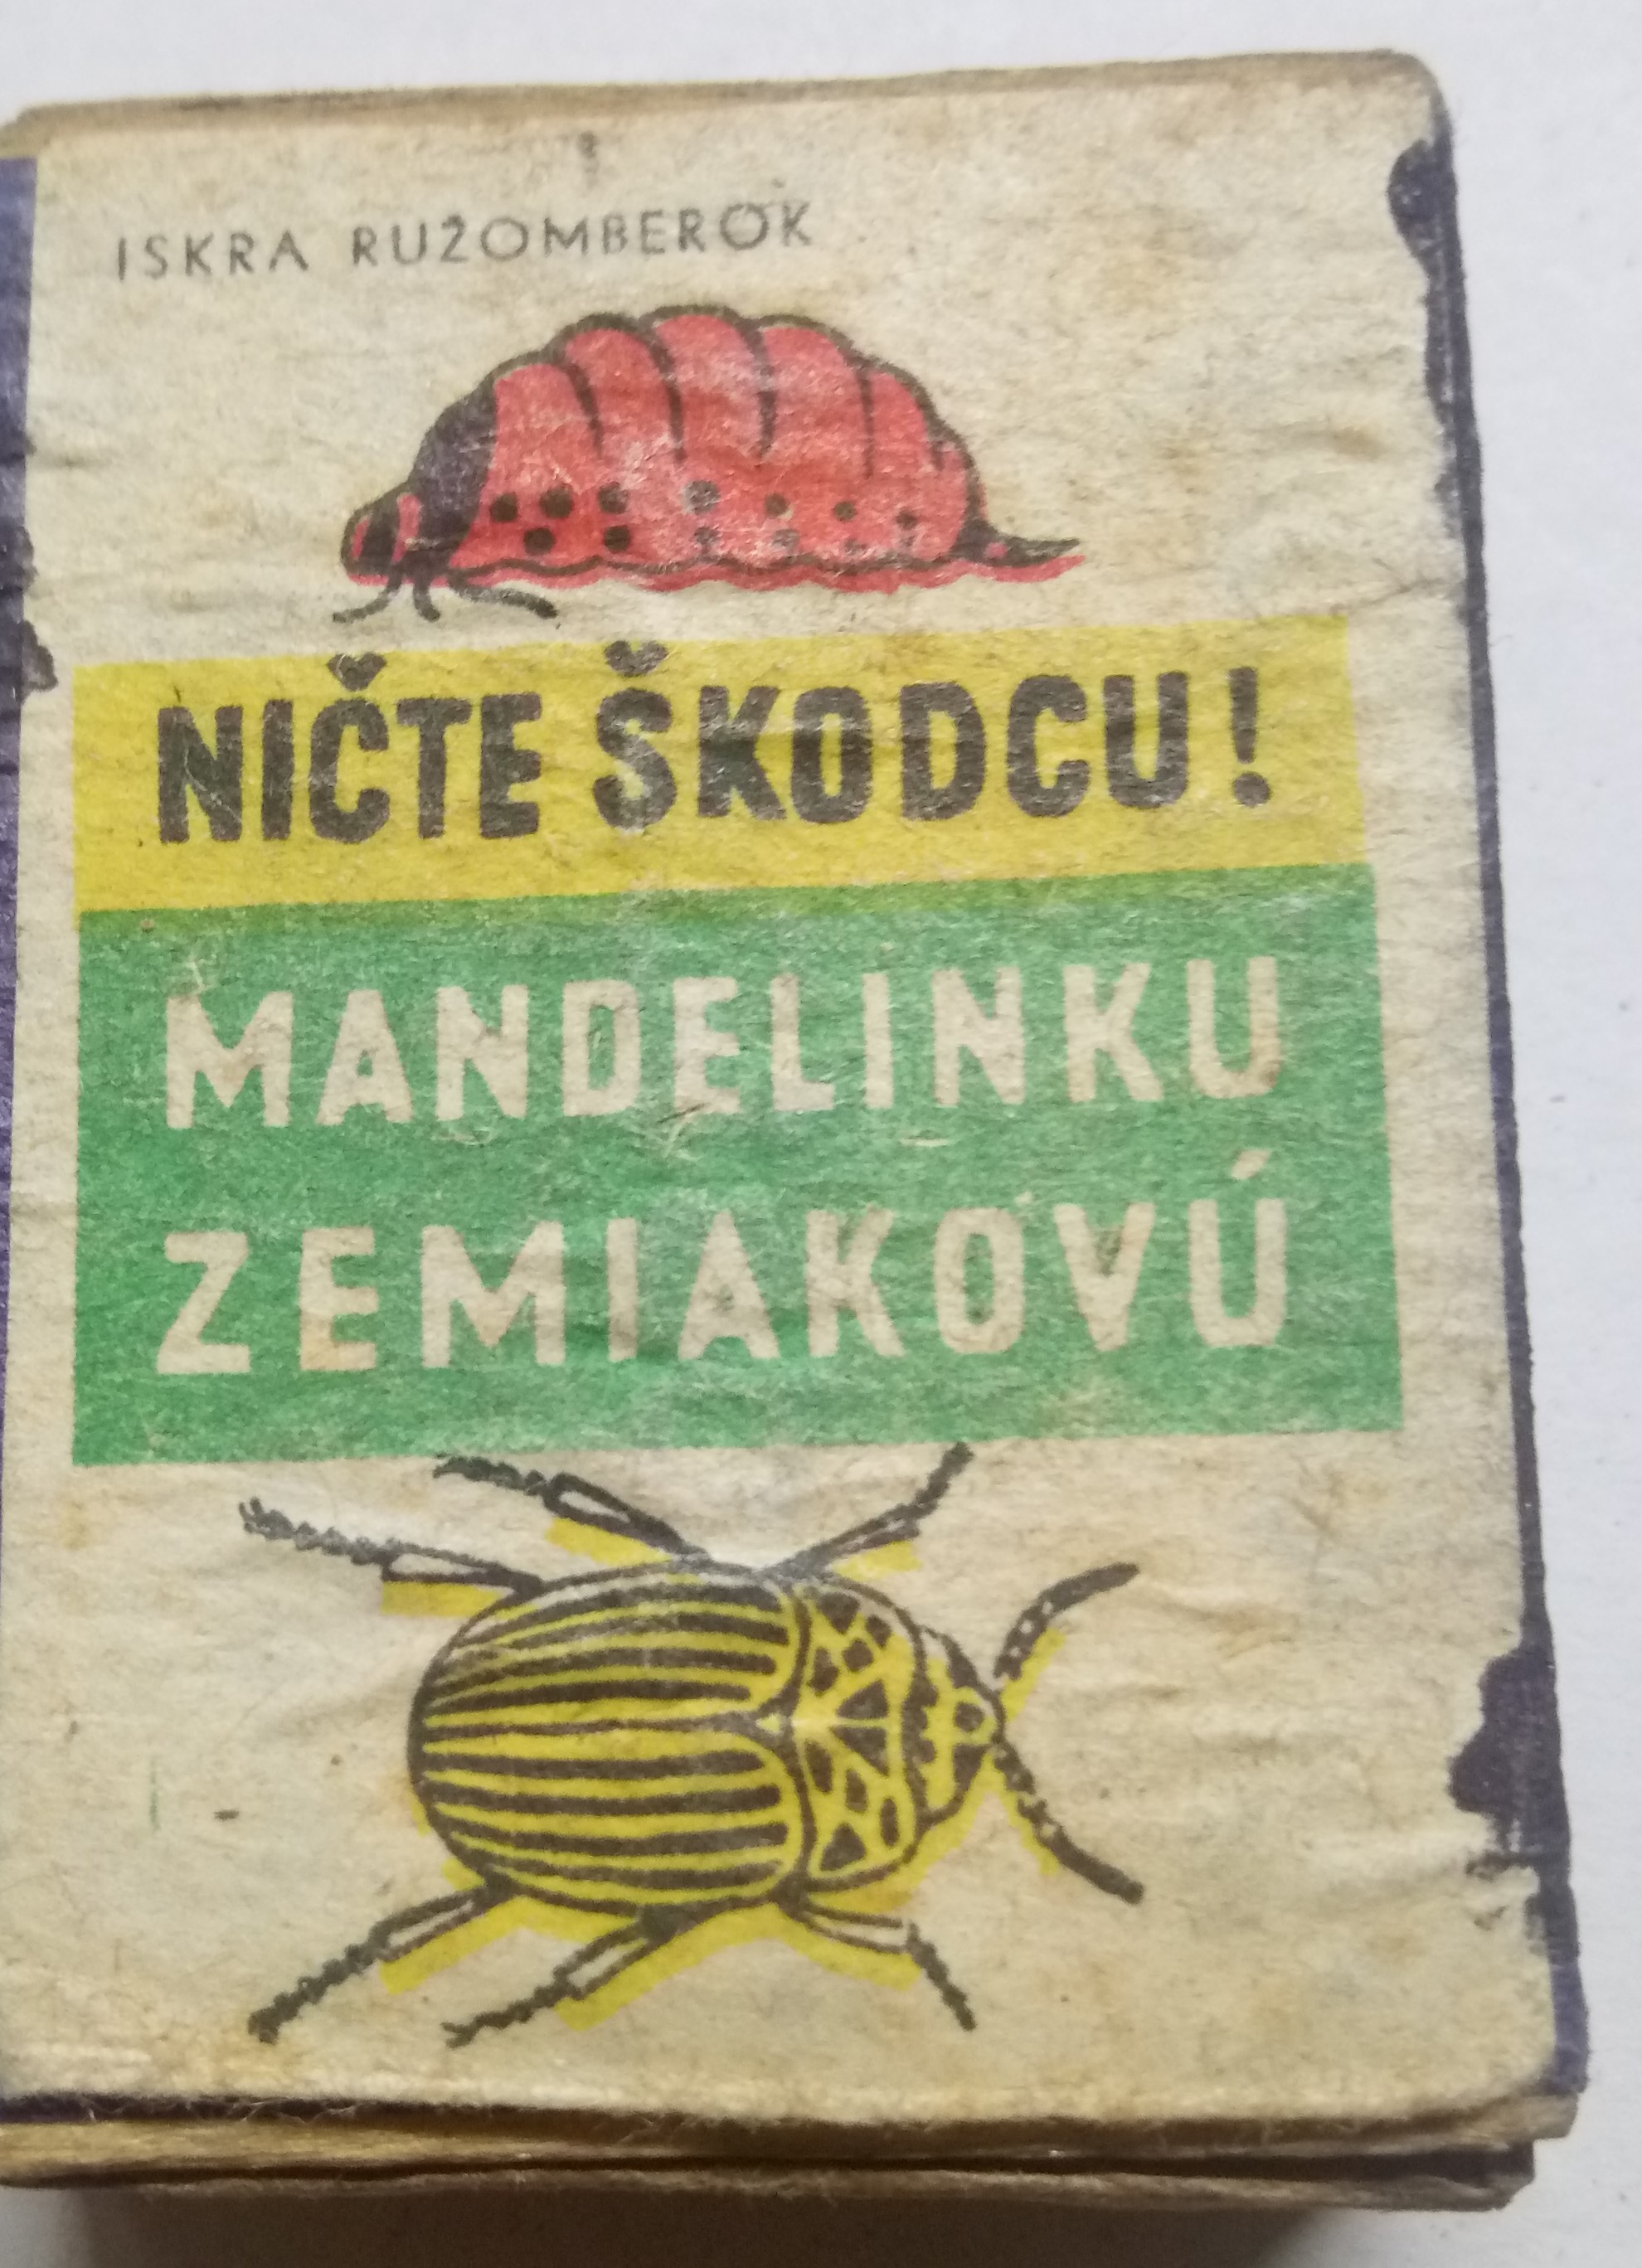 ISKRA RUŽOMBEROK
NIČTE ŠKODCU!
MANDELINKU
ZEMIAKOVÚ